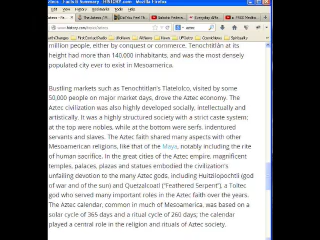 Aztecs - Facts & Summary - HISTORY.com - Mozilla Firefox
million people, either by conquest or commerce. Tenochtitlán at its
height had more than 140,000 inhabitants, and was the most densely
populated city ever to exist in Mesoamerica.
Bustling markets such as Tenochtitlan's Tlatelolco, visited by some
50,000 people on major market days, drove the Aztec economy. The
Aztec civilization was also highly developed socially, intellectually and
artistically. It was a highly structured society with a strict caste system;
at the top were nobles, while at the bottom were serfs, indentured
servants and slaves. The Aztec faith shared many aspects with other
Mesoamerican religions, like that of the Maya, notably including the rite
of human sacrifice. In the great cities of the Aztec empire, magnificent
temples, palaces, plazas and statues embodied the civilization's
unfailing devotion to the many Aztec gods, including Huitzilopochtli (god
of war and of the sun) and Quetzalcoatl ("Feathered Serpent"), a Toltec
god who served many important roles in the Aztec faith over the years.
The Aztec calendar, common in much of Mesoamerica, was based on a
solar cycle of 365 days and a ritual cycle of 260 days; the calendar
played a central role in the religion and rituals of Aztec society.